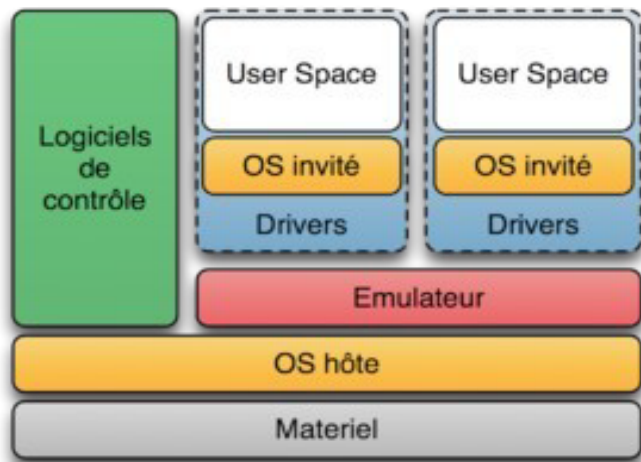 Logiciels
de
contrôle
User Space
OS invité
Drivers
User Space
OS invité
Drivers
Emulateur
OS hôte
Materiel